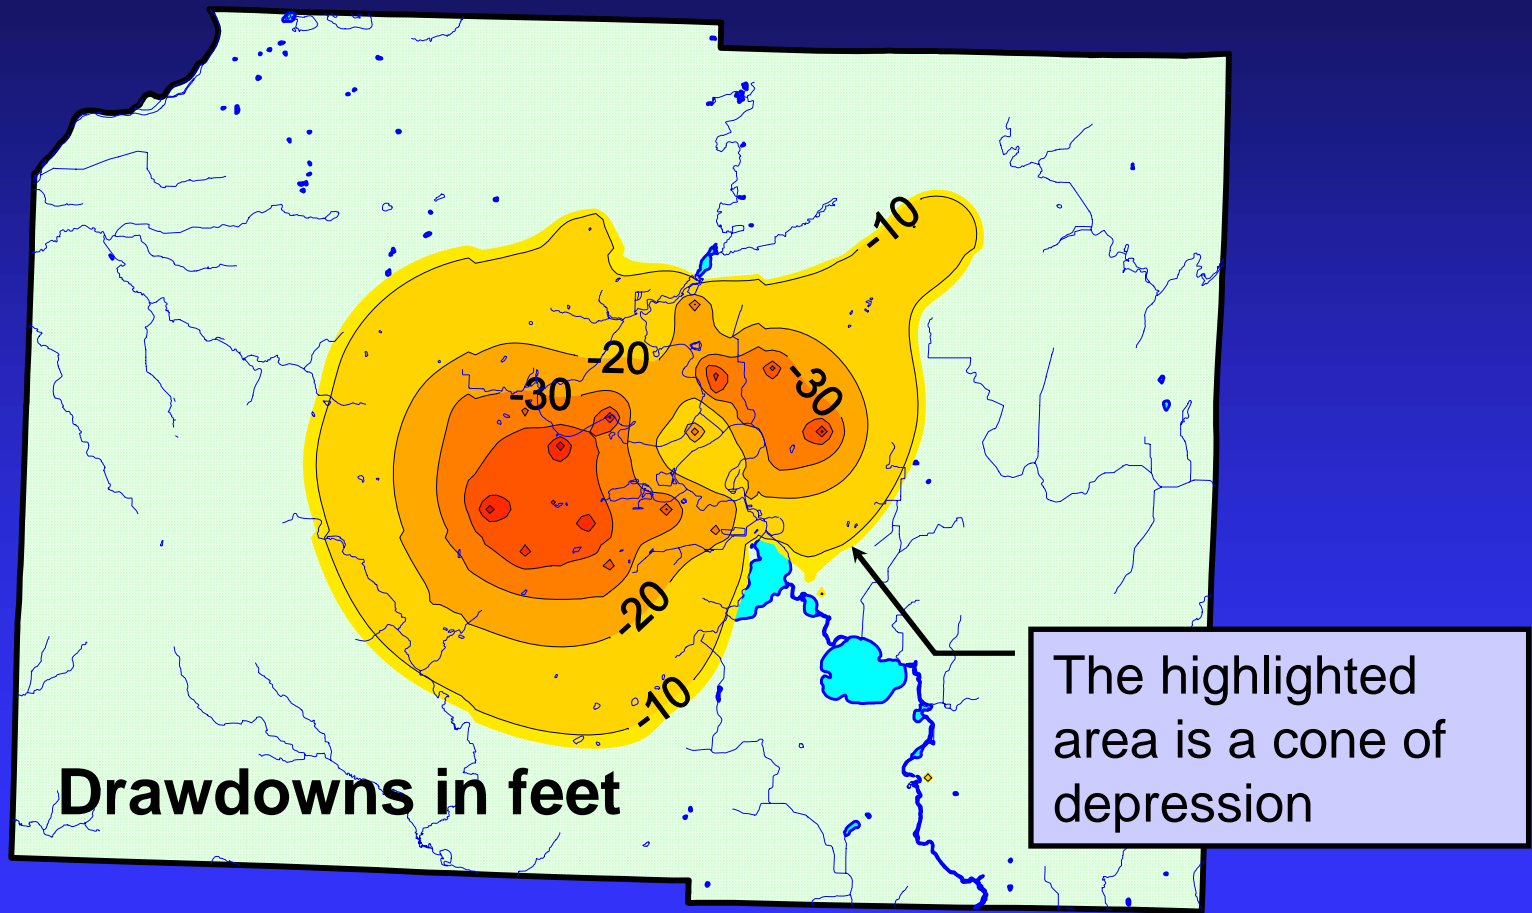 -10
-20
-30
-30
-20
-10
Drawdowns in feet
The highlighted
area is a cone of
depression